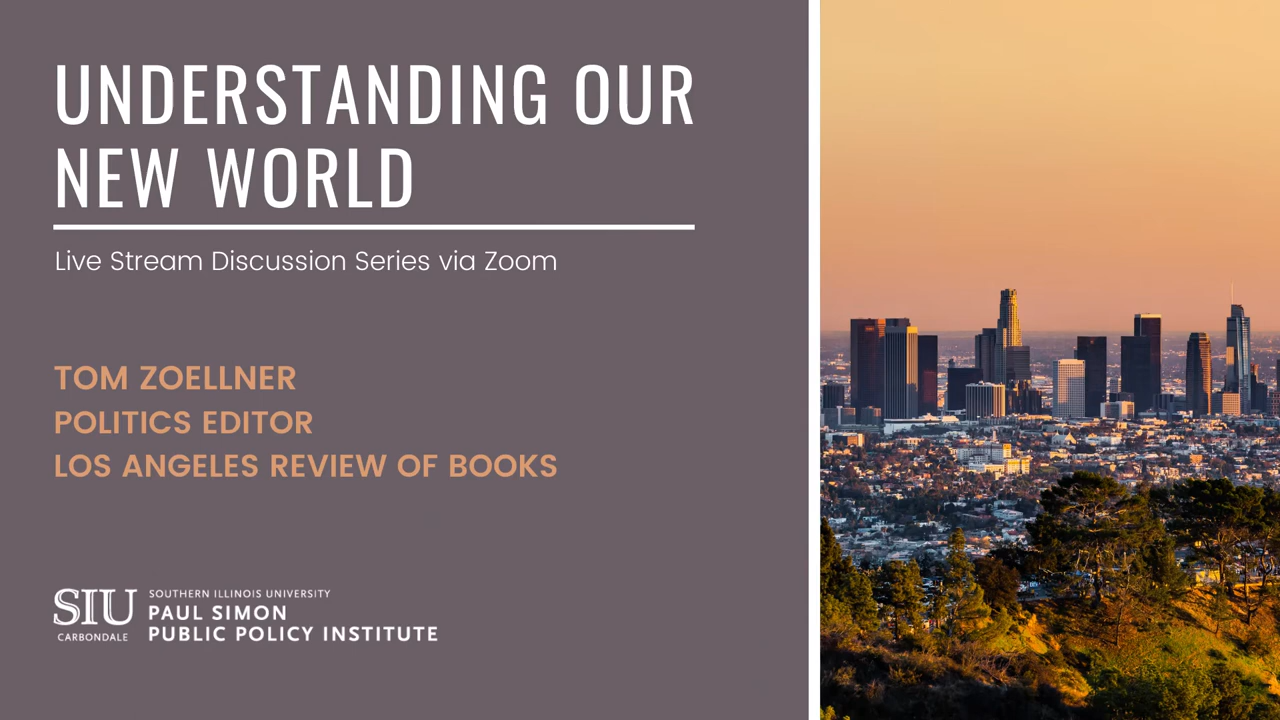 UNDERSTANDING OUR
NEW WORLD
Live Stream Discussion Series via Zoom
TOM ZOELLNER
POLITICS EDITOR
LOS ANGELES REVIEW OF BOOKS
SIU
CARBONDALE
SOUTHERN ILLINOIS UNIVERSITY
PAUL SIMON
PUBLIC POLICY INSTITUTE